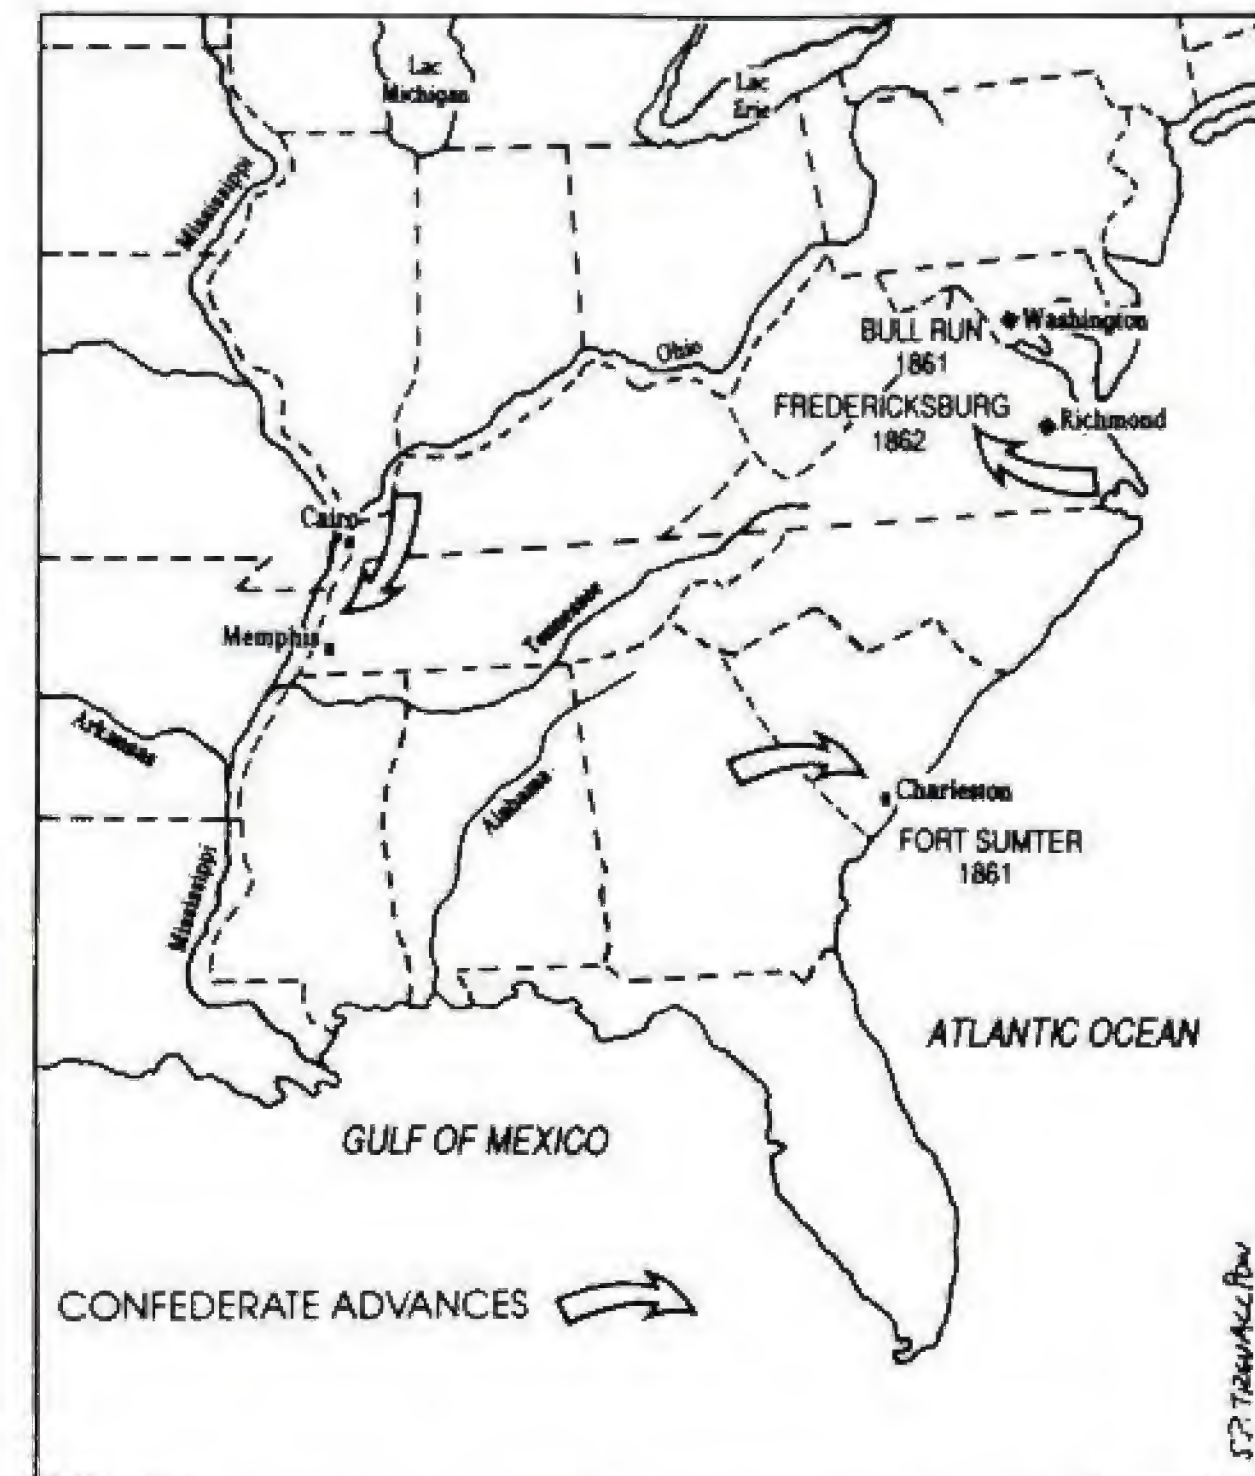 Lac
Michigan
Lac
Erie
Mississippi
Ohio
BULL RUN
1861
Washington
FREDERICKSBURG
1862
Richmond
Cairo
Memphis
Tennessee
Arkansas
Alabama
Charleston
FORT SUMTER
1861
Mississippi
ATLANTIC OCEAN
GULF OF MEXICO
CONFEDERATE ADVANCES